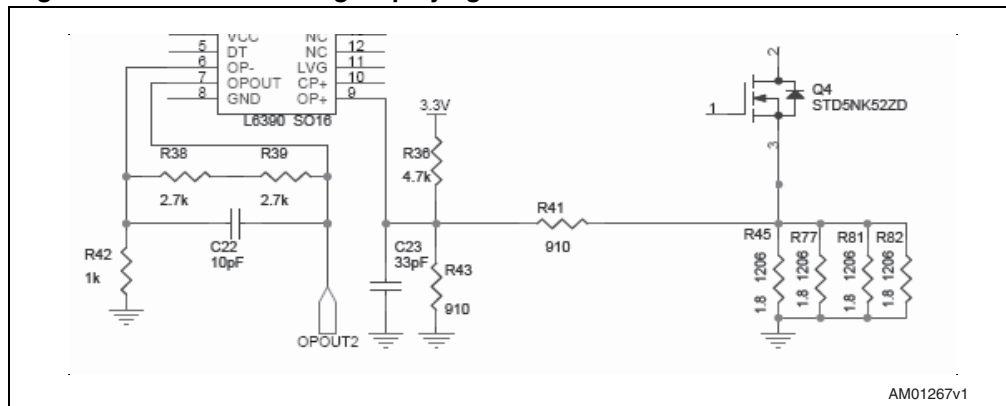 VCC
NC
5 DT NC 12
6 OP- LVG 11
7 OPOUT CP+ 10
8 GND OP+ 9
L6390 SO16
2
1
Q4
STD5NK52ZD
3
3.3V
R36
4.7k
R38 R39
2.7k 2.7k
R41
910
C22
10pF
R42
1k
C23
33pF
R43
910
OPOUT2
R45 R77 R81 R82
1.8 1206 1.8 1206 1.8 1206 1.8 1206
AM01267v1